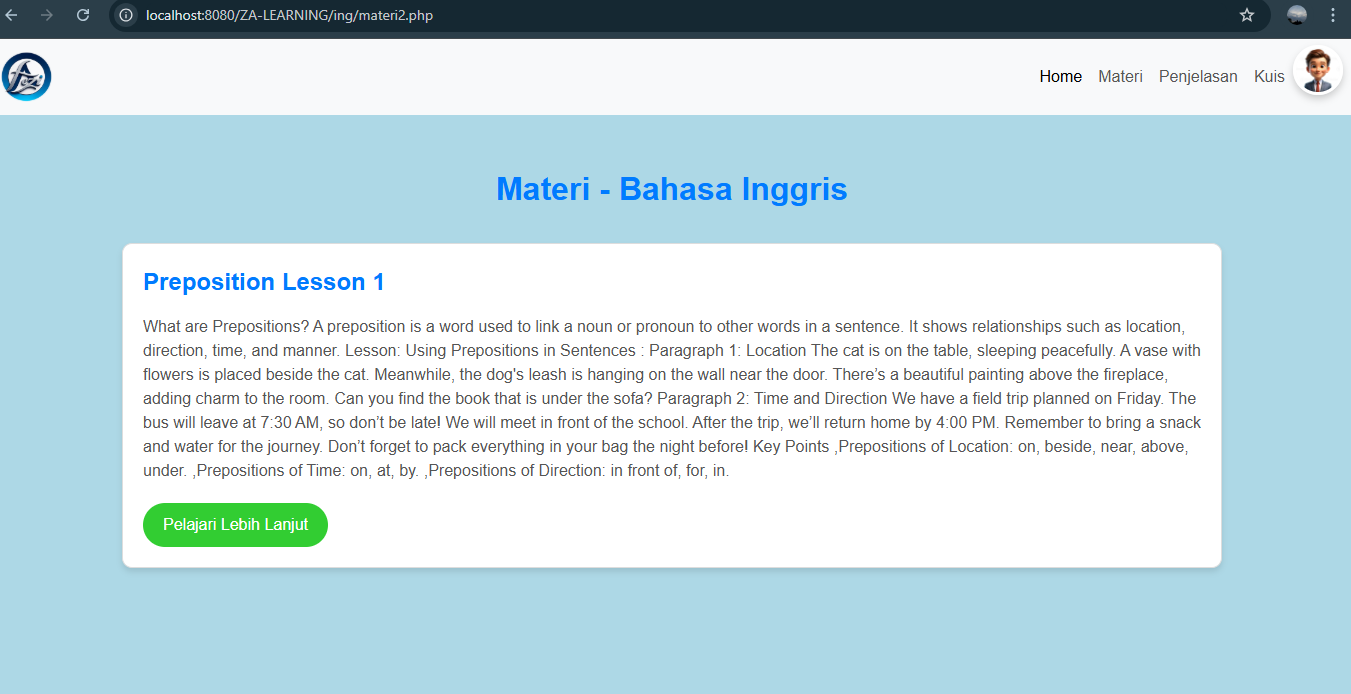 localhost:8080/ZA-LEARNING/ing/materi2.php
Home Materi Penjelasan Kuis
Materi - Bahasa Inggris
Preposition Lesson 1
What are Prepositions? A preposition is a word used to link a noun or pronoun to other words in a sentence. It shows relationships such as location,
direction, time, and manner. Lesson: Using Prepositions in Sentences : Paragraph 1: Location The cat is on the table, sleeping peacefully. A vase with
flowers is placed beside the cat. Meanwhile, the dog's leash is hanging on the wall near the door. There’s a beautiful painting above the fireplace,
adding charm to the room. Can you find the book that is under the sofa? Paragraph 2: Time and Direction We have a field trip planned on Friday. The
bus will leave at 7:30 AM, so don’t be late! We will meet in front of the school. After the trip, we’ll return home by 4:00 PM. Remember to bring a snack
and water for the journey. Don’t forget to pack everything in your bag the night before! Key Points ,Prepositions of Location: on, beside, near, above,
under. ,Prepositions of Time: on, at, by. ,Prepositions of Direction: in front of, for, in.
Pelajari Lebih Lanjut